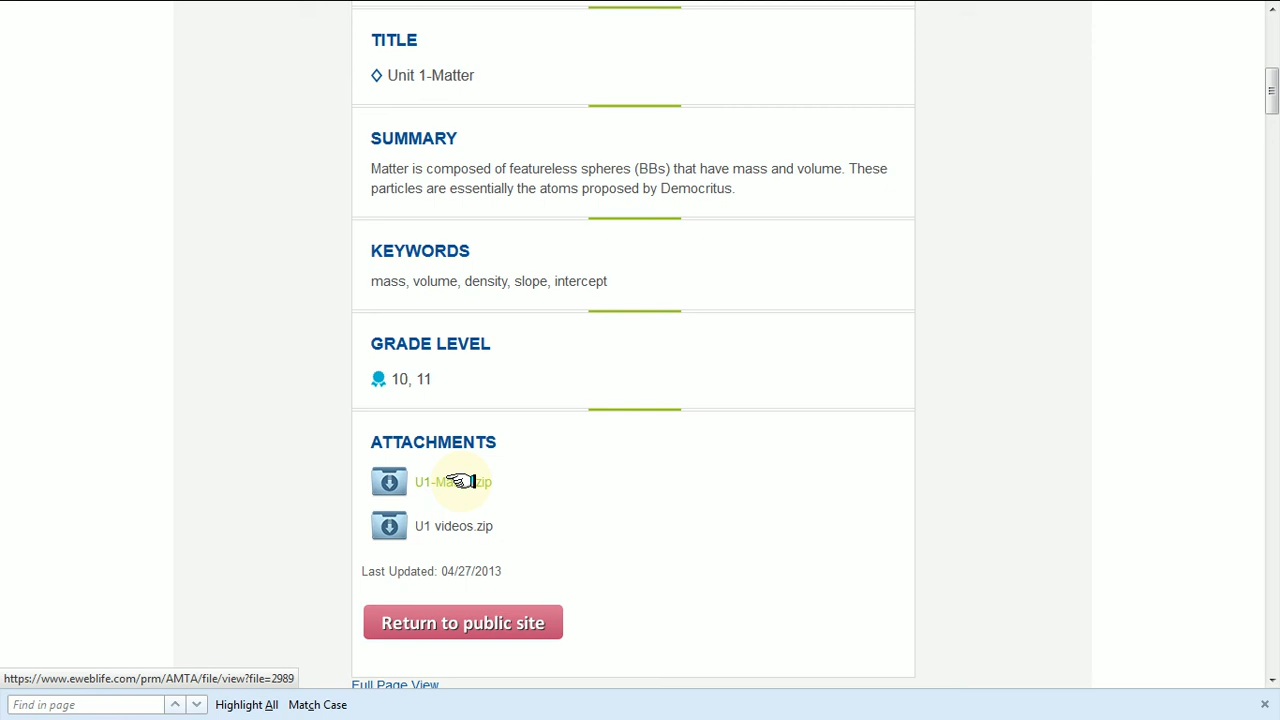 TITLE
Unit 1-Matter
SUMMARY
Matter is composed of featureless spheres (BBs) that have mass and volume. These
particles are essentially the atoms proposed by Democritus.
KEYWORDS
mass, volume, density, slope, intercept
GRADE LEVEL
10, 11
ATTACHMENTS
U1 videos.zip
Last Updated: 04/27/2013
Return to public site
https://www.eweblife.com/prm/AMTA/file/view?file=2989
Full Page View
Find in page
Highlight All
Match Case